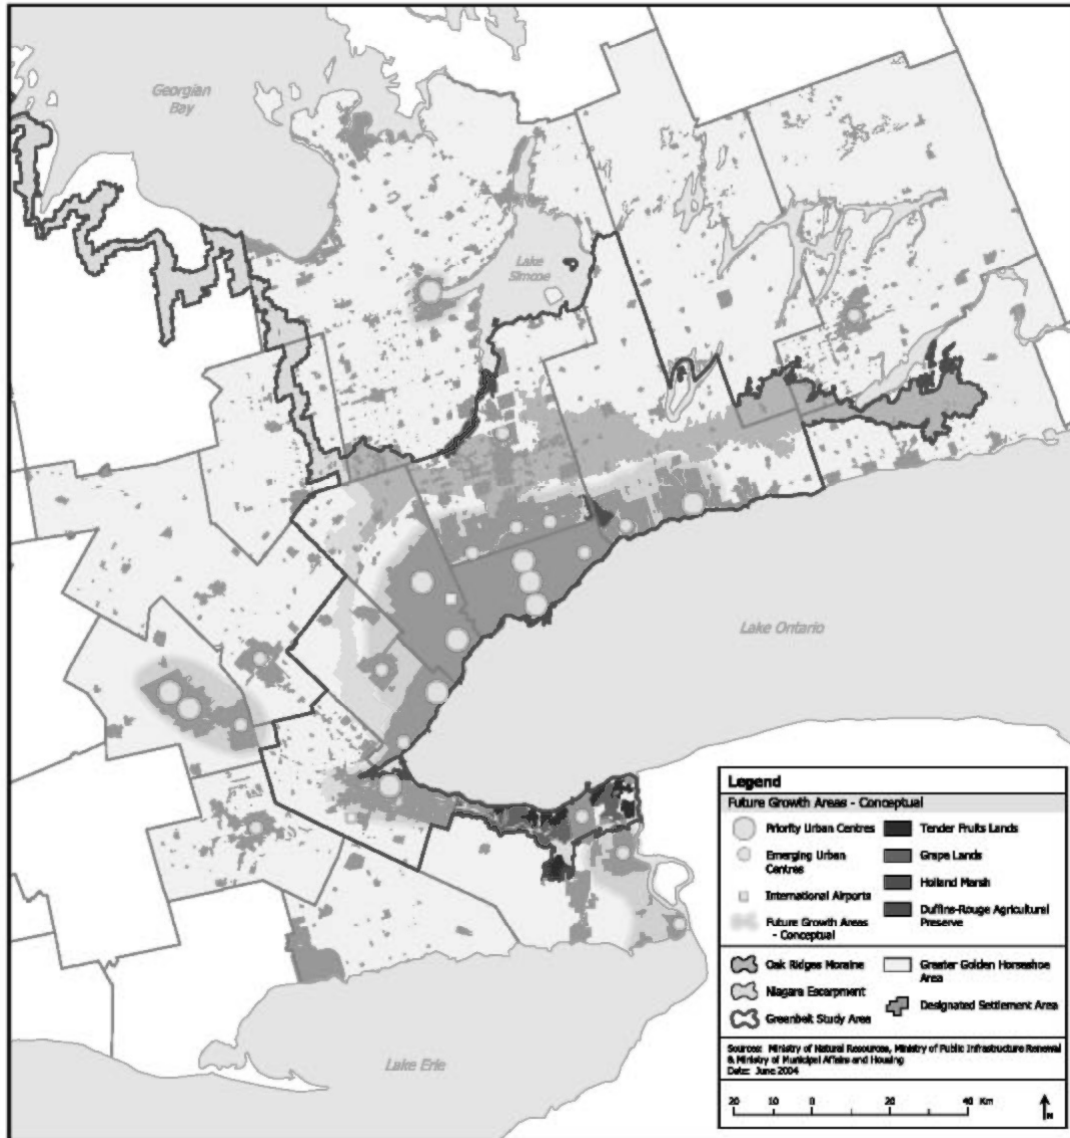 Georgian
Bay
Lake
Simcoe
Lake Ontario
Lake Erie
Legend
Future Growth Areas - Conceptual
Priority Urban Centres
Emerging Urban
Centres
International Airports
Future Growth Areas
- Conceptual
Tender Fruits Lands
Grape Lands
Holland Marsh
Duffins-Rouge Agricultural
Preserve
Oak Ridges Moraine
Niagara Escarpment
Greenbelt Study Area
Greater Golden Horseshoe
Area
Designated Settlement Area
Sources: Ministry of Natural Resources, Ministry of Public Infrastructure Renewal
& Ministry of Municipal Affairs and Housing
Date: June 2004
20 10 0 20 40 Km
N